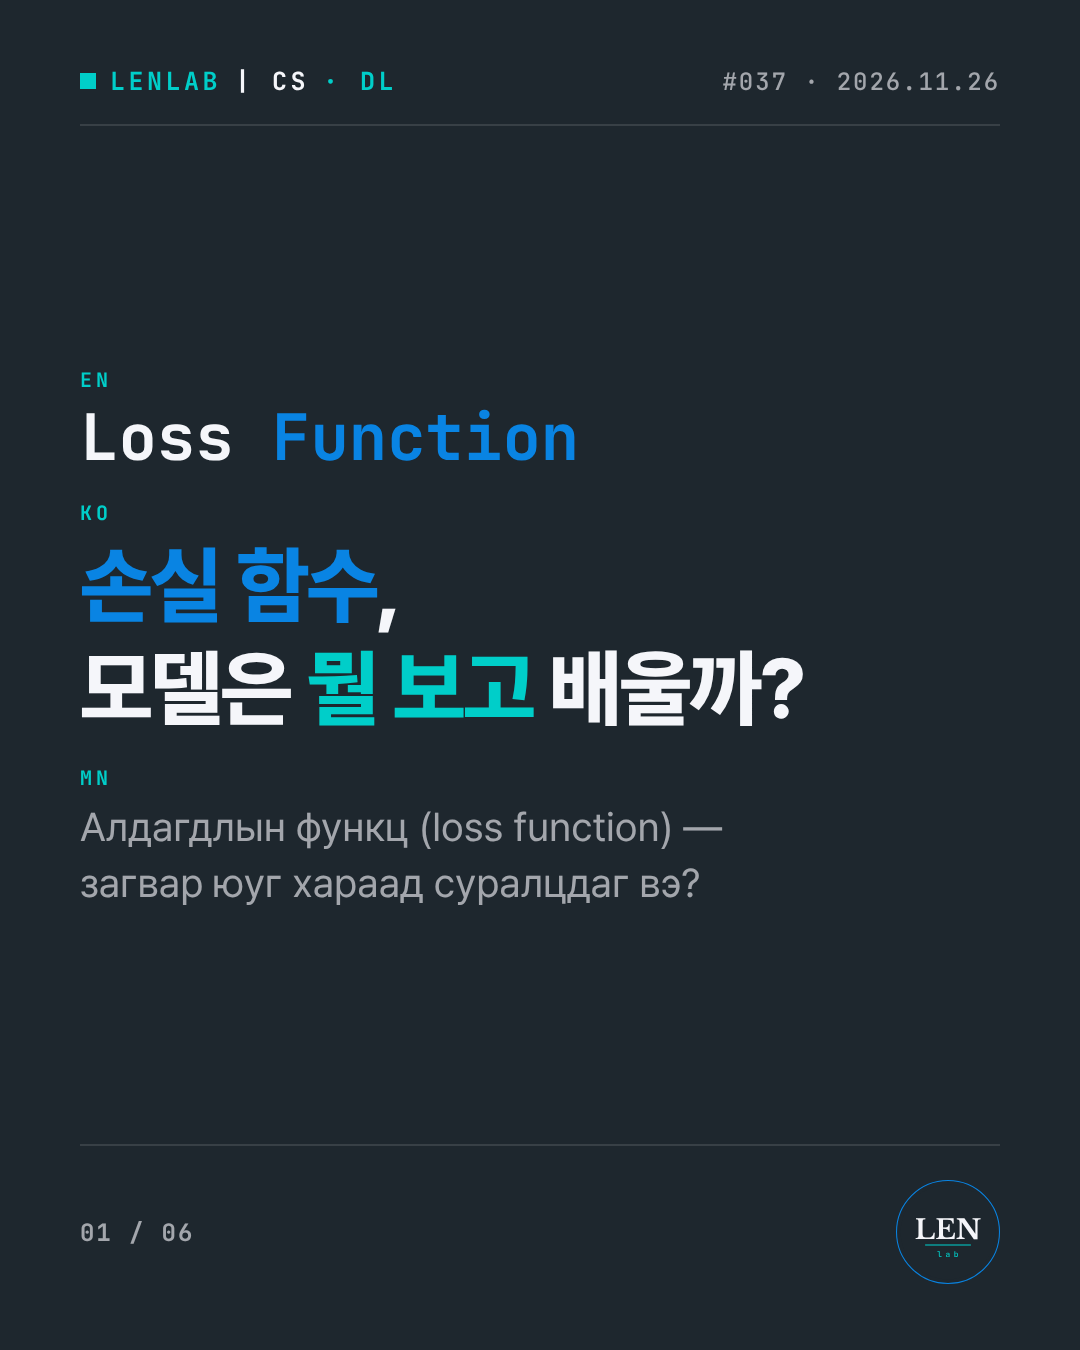 LENLAB | CS · DL
#037 · 2026.11.26
EN
Loss Function
KO
손실 함수,
모델은 뭘 보고 배울까?
MN
Алдагдлын функц (loss function) —
загвар юуг хараад суралцдаг вэ?
01 / 06
LEN
lab